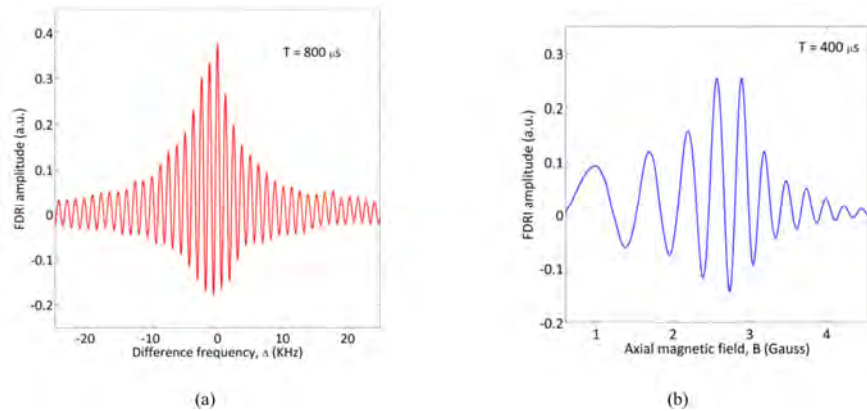 0.4
0.3
0.2
0.1
0
-0.1
-0.2
FDRI amplitude (a.u.)
T = 800 μs
-20
-10
0
10
20
Difference frequency, Δ (KHz)
(a)
0.3
0.2
0.1
0
-0.1
-0.2
FDRI amplitude (a.u.)
T = 400 μs
1
2
3
4
Axial magnetic field, B (Gauss)
(b)